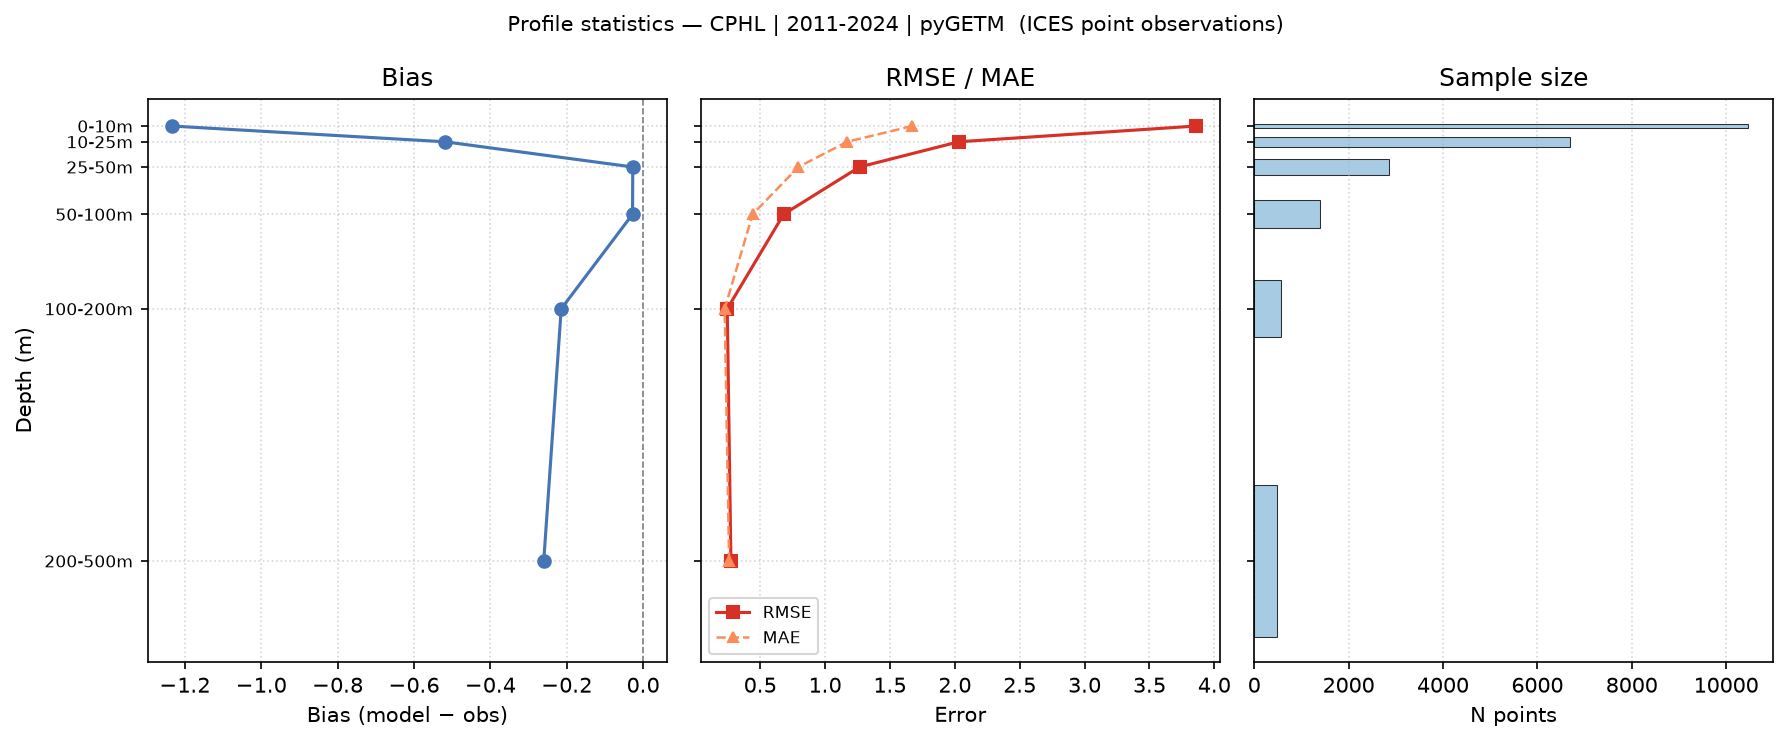 Profile statistics — CPHL | 2011-2024 | pyGETM  (ICES point observations)
Bias
RMSE / MAE
Sample size
Depth (m)
0-10m
10-25m
25-50m
50-100m
100-200m
200-500m
RMSE
MAE
−1.2 −1.0 −0.8 −0.6 −0.4 −0.2 0.0
0.5 1.0 1.5 2.0 2.5 3.0 3.5 4.0
0 2000 4000 6000 8000 10000
Bias (model − obs)
Error
N points